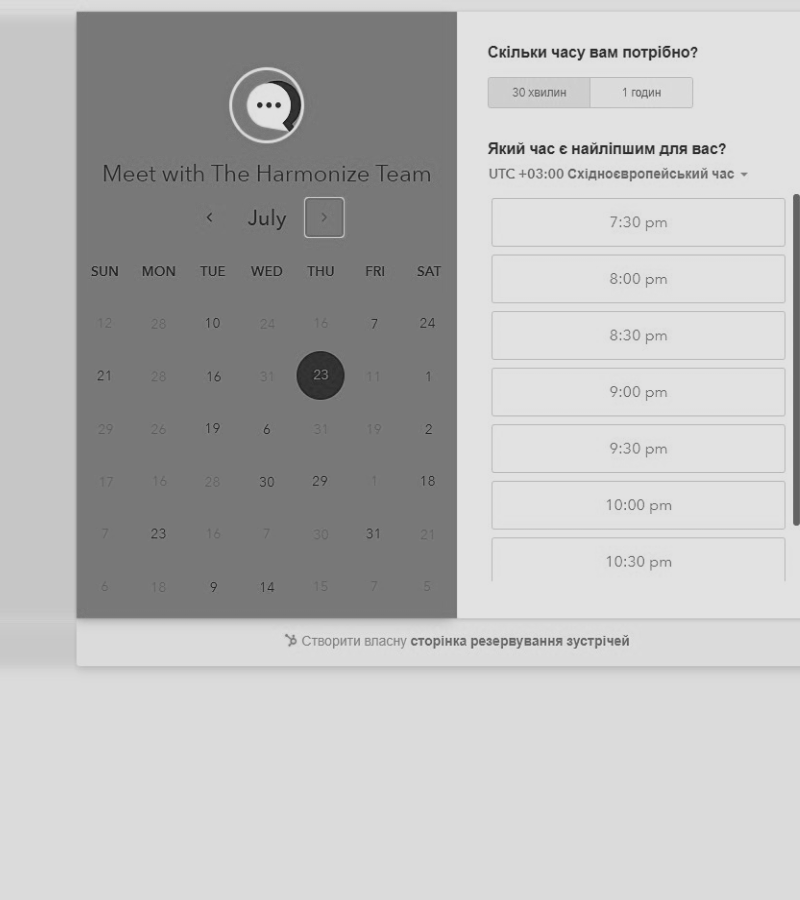 Meet with The Harmonize Team
July
SUN MON TUE WED THU FRI SAT
12 28 10 24 16 7 24
21 28 16 31 23 11 1
29 26 19 6 31 19 2
17 16 28 30 29 1 18
7 23 16 7 30 31 21
6 18 9 14 15 7 5
Скільки часу вам потрібно?
30 хвилин 1 годин
Який час є найліпшим для вас?
UTC +03:00 Східноєвропейський час
7:30 pm
8:00 pm
8:30 pm
9:00 pm
9:30 pm
10:00 pm
10:30 pm
Створити власну сторінка резервування зустрічей